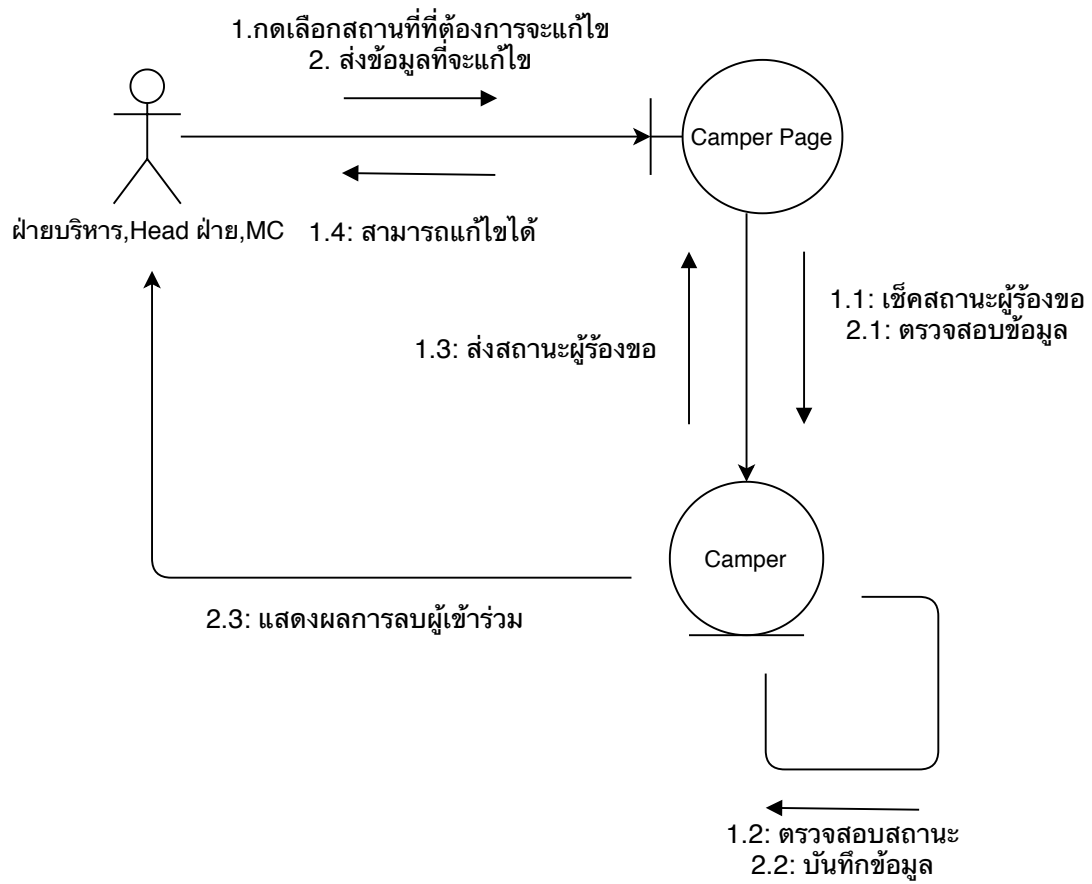 1.กดเลือกสถานที่ที่ต้องการจะแก้ไข
2. ส่งข้อมูลที่จะแก้ไข
Camper Page
ฝ่ายบริหาร,Head ฝ่าย,MC
1.4: สามารถแก้ไขได้
1.1: เช็คสถานะผู้ร้องขอ
2.1: ตรวจสอบข้อมูล
1.3: ส่งสถานะผู้ร้องขอ
Camper
2.3: แสดงผลการลบผู้เข้าร่วม
1.2: ตรวจสอบสถานะ
2.2: บันทึกข้อมูล